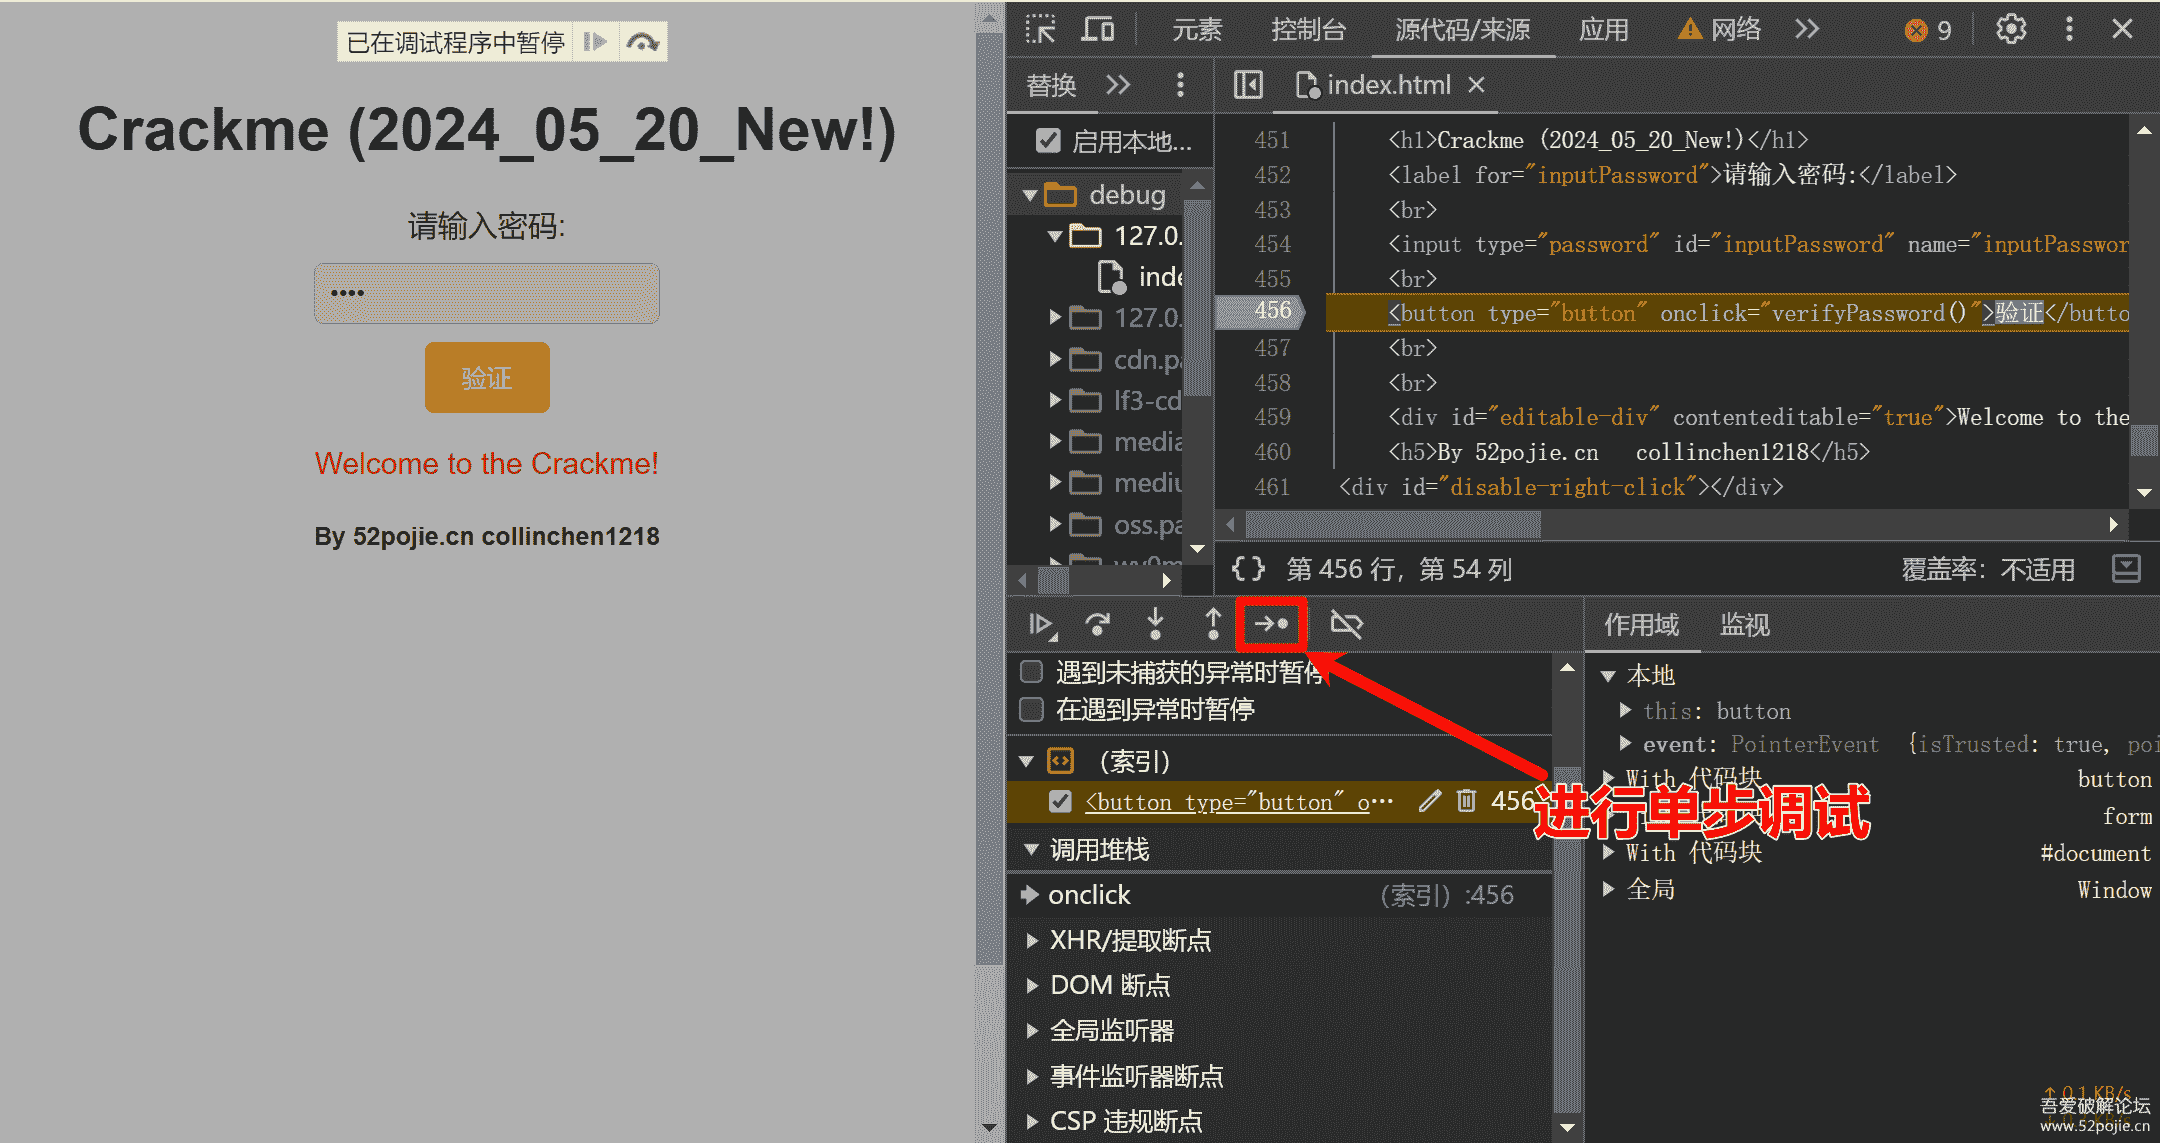 已在调试程序中暂停
Crackme (2024_05_20_New!)
请输入密码:
••••
验证
Welcome to the Crackme!
By 52pojie.cn collinchen1218
元素 控制台 源代码/来源 应用 网络 9
替换
index.html
启用本地...
debug
127.0.
inde
127.0.
cdn.pa
lf3-cd
media
mediu
oss.pa
451 <h1>Crackme (2024_05_20_New!)</h1>
452 <label for="inputPassword">请输入密码:</label>
453 <br>
454 <input type="password" id="inputPassword" name="inputPasswor
455 <br>
456 <button type="button" onclick="verifyPassword()">验证</butto
457 <br>
458 <br>
459 <div id="editable-div" contenteditable="true">Welcome to the
460 <h5>By 52pojie.cn   collinchen1218</h5>
461 <div id="disable-right-click"></div>
{} 第 456 行，第 54 列 覆盖率：不适用
遇到未捕获的异常时暂停
在遇到异常时暂停
（索引）
<button type="button" o… 456
调用堆栈
onclick （索引）:456
XHR/提取断点
DOM 断点
全局监听器
事件监听器断点
CSP 违规断点
作用域 监视
本地
this: button
event: PointerEvent {isTrusted: true, poi
With 代码块 button
form
With 代码块 #document
全局 Window
进行单步调试
↑ 0.1 KB/s
吾爱破解论坛
www.52pojie.cn